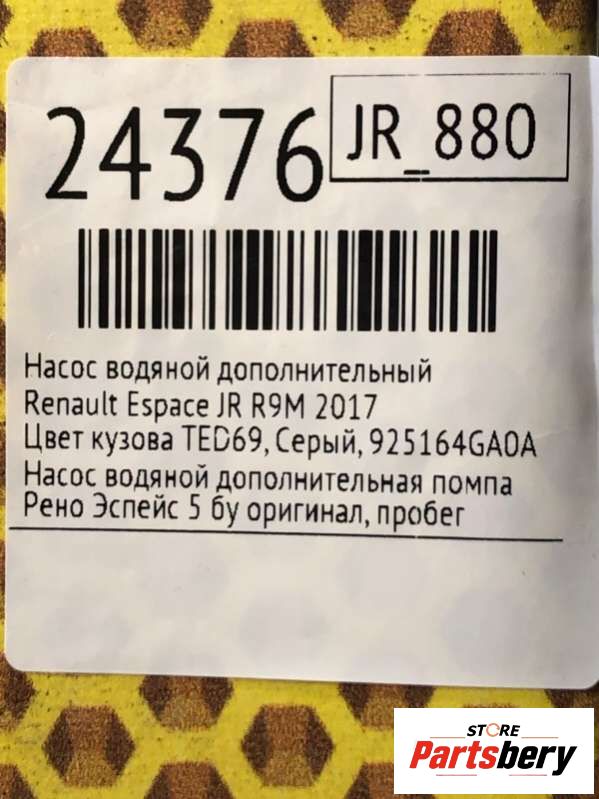 24376
JR_880
Насос водяной дополнительный
Renault Espace JR R9M 2017
Цвет кузова TED69, Серый, 925164GA0A
Насос водяной дополнительная помпа
Рено Эспейс 5 бу оригинал, пробег
STORE
Partsbery